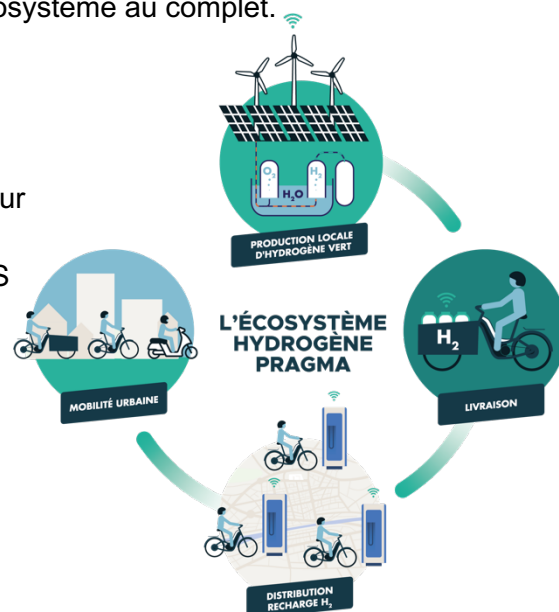 osystème au complet.
O₂
H₂
H₂O
PRODUCTION LOCALE
D'HYDROGÈNE VERT
ur
S
L'ÉCOSYSTÈME
HYDROGÈNE
PRAGMA
H₂
MOBILITÉ URBAINE
LIVRAISON
DISTRIBUTION
RECHARGE H₂